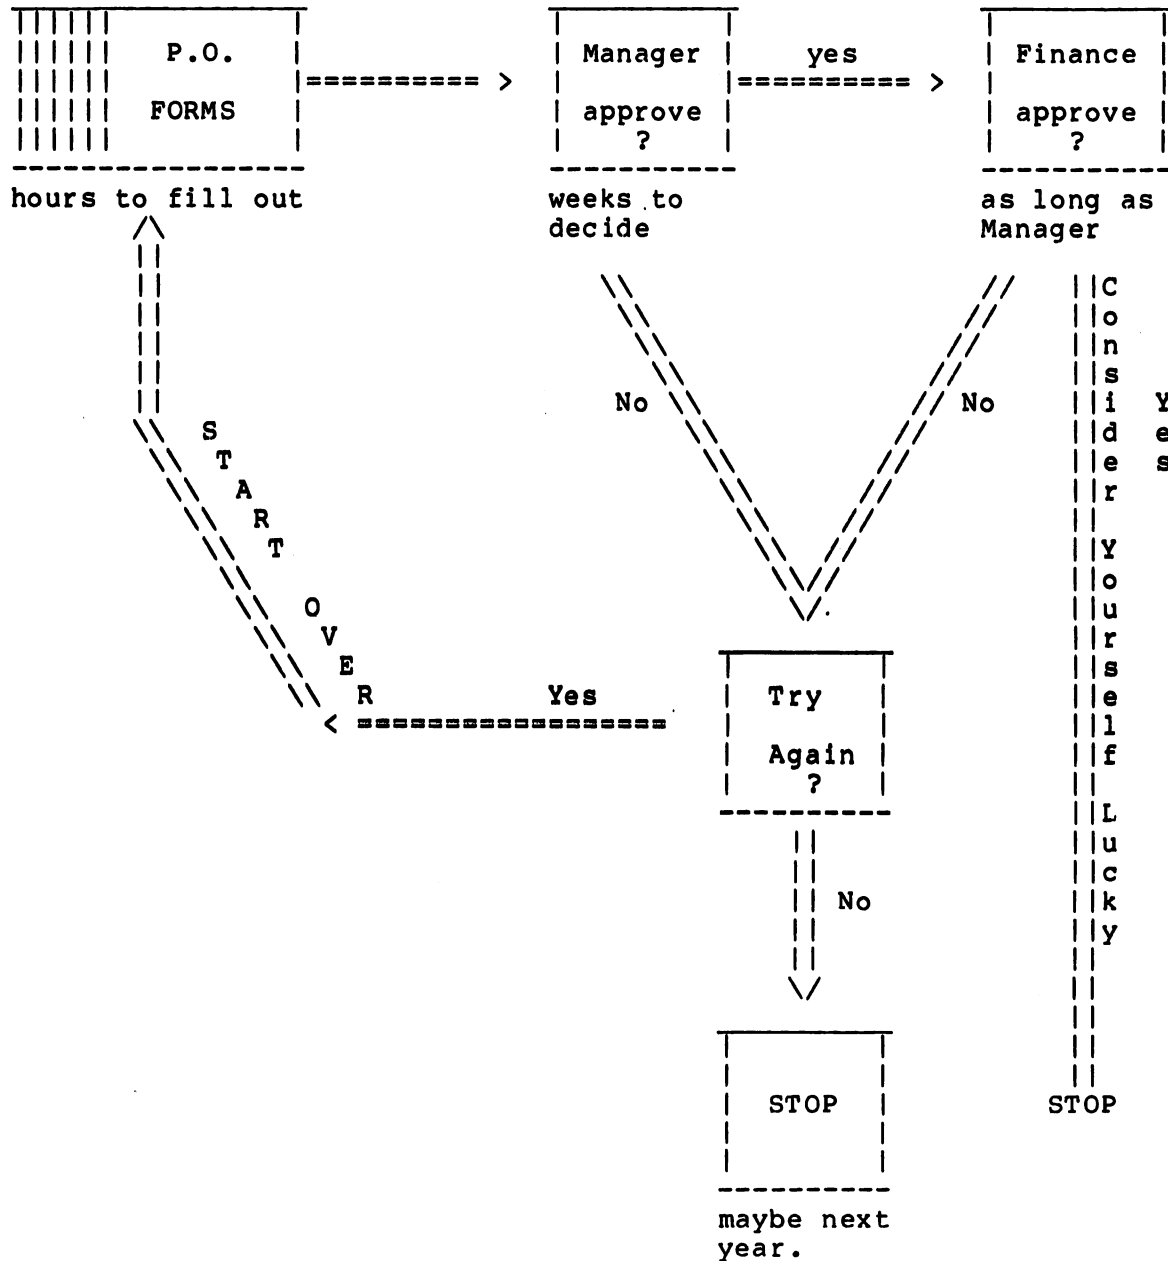 P.O.
FORMS
hours to fill out
Manager
approve
?
weeks to
decide
yes
Finance
approve
?
as long as
Manager
No
No
Consider Yourself Lucky
Yes
START OVER
Yes
Try
Again
?
No
STOP
maybe next
year.
STOP